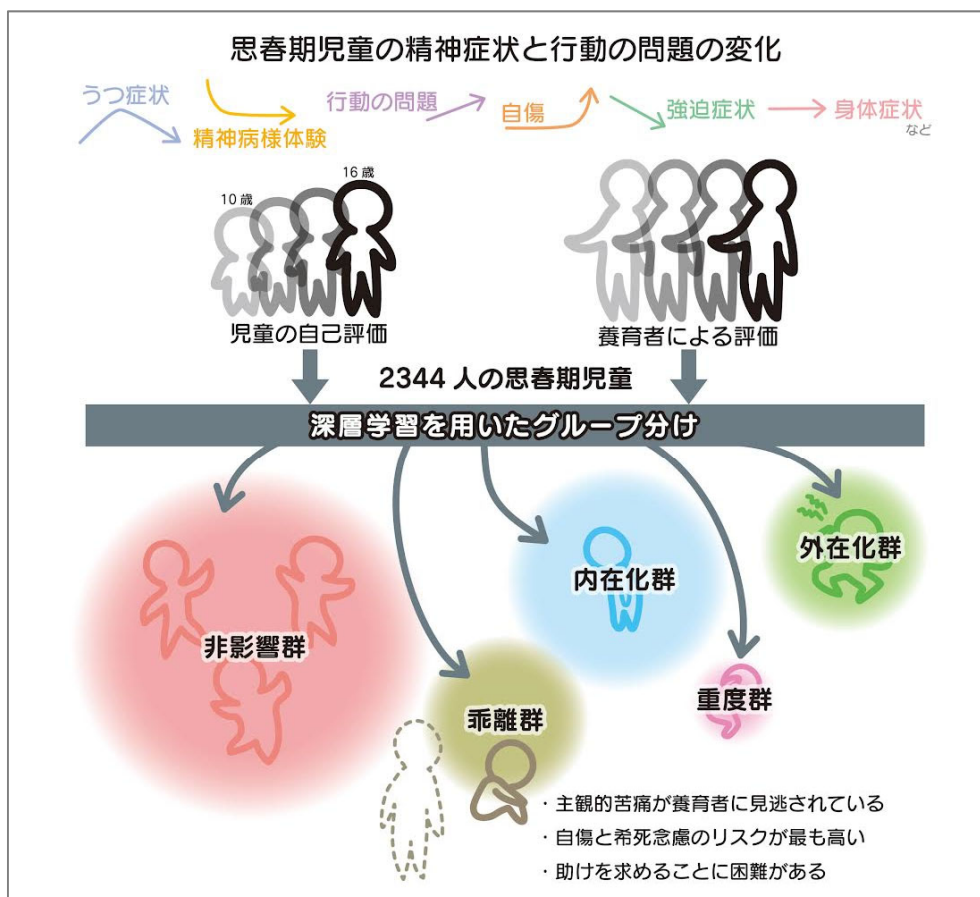 思春期児童の精神症状と行動の問題の変化
うつ症状
精神病様体験
行動の問題
自傷
強迫症状
身体症状
など
10 歳
16 歳
児童の自己評価
養育者による評価
2344 人の思春期児童
深層学習を用いたグループ分け
非影響群
乖離群
内在化群
重度群
外在化群
・主観的苦痛が養育者に見逃されている
・自傷と希死念慮のリスクが最も高い
・助けを求めることに困難がある